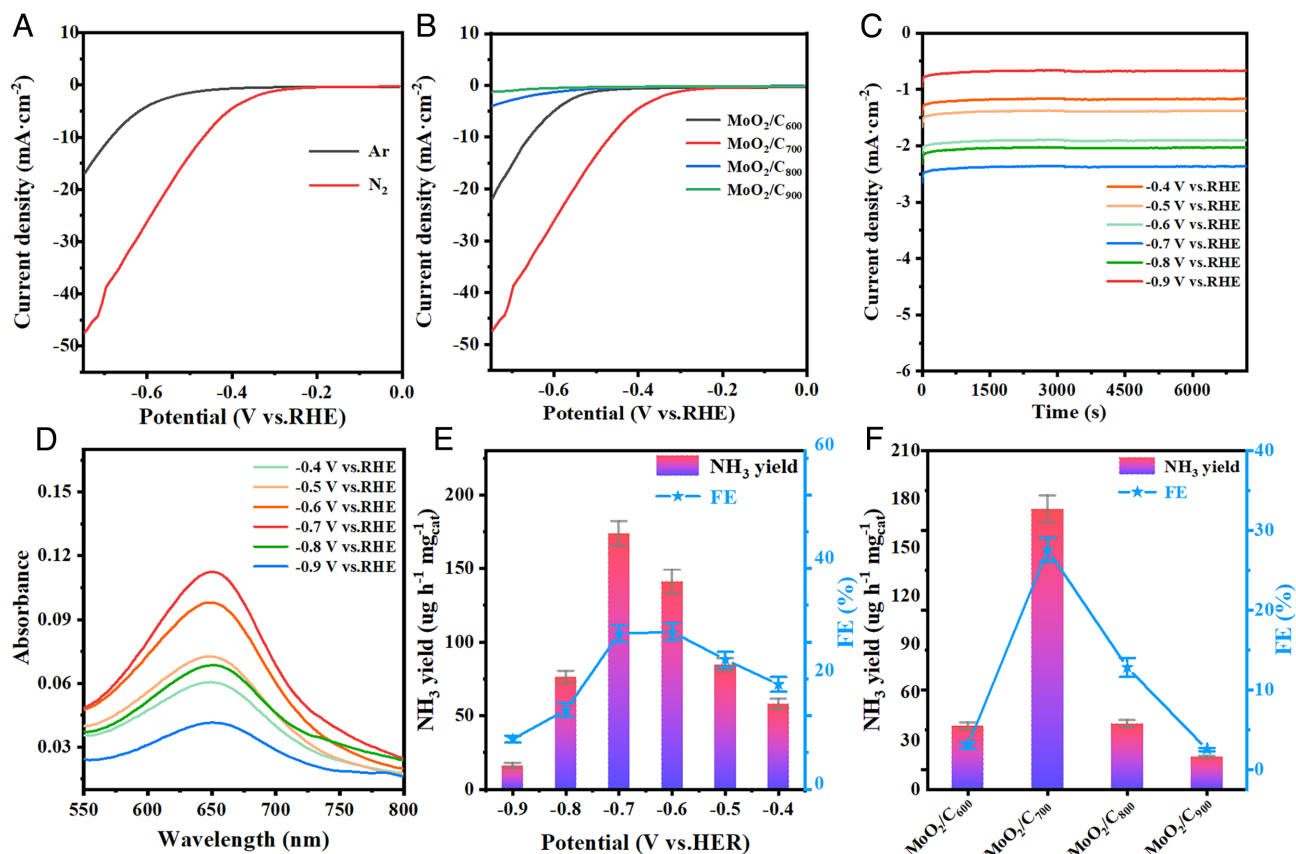 A
10
0
-10
-20
-30
-40
-50
Current density (mA·cm⁻²)
Ar
N₂
-0.6
-0.4
-0.2
0.0
Potential (V vs.RHE)
B
10
0
-10
-20
-30
-40
-50
Current density (mA·cm⁻²)
MoO₂/C₆₀₀
MoO₂/C₇₀₀
MoO₂/C₈₀₀
MoO₂/C₉₀₀
-0.6
-0.4
-0.2
0.0
Potential (V vs.RHE)
C
0
-1
-2
-3
-4
-5
-6
Current density (mA·cm⁻²)
-0.4 V vs.RHE
-0.5 V vs.RHE
-0.6 V vs.RHE
-0.7 V vs.RHE
-0.8 V vs.RHE
-0.9 V vs.RHE
0
1500
3000
4500
6000
Time (s)
D
0.15
0.12
0.09
0.06
0.03
Absorbance
-0.4 V vs.RHE
-0.5 V vs.RHE
-0.6 V vs.RHE
-0.7 V vs.RHE
-0.8 V vs.RHE
-0.9 V vs.RHE
550
600
650
700
750
800
Wavelength (nm)
E
200
150
100
50
0
NH₃ yield (ug h⁻¹ mg⁻¹cat)
NH₃ yield
FE
60
40
20
0
FE (%)
-0.9
-0.8
-0.7
-0.6
-0.5
-0.4
Potential (V vs.HER)
F
210
180
150
120
90
60
30
0
NH₃ yield (ug h⁻¹ mg⁻¹cat)
NH₃ yield
FE
40
30
20
10
0
FE (%)
MoO₂/C₆₀₀
MoO₂/C₇₀₀
MoO₂/C₈₀₀
MoO₂/C₉₀₀